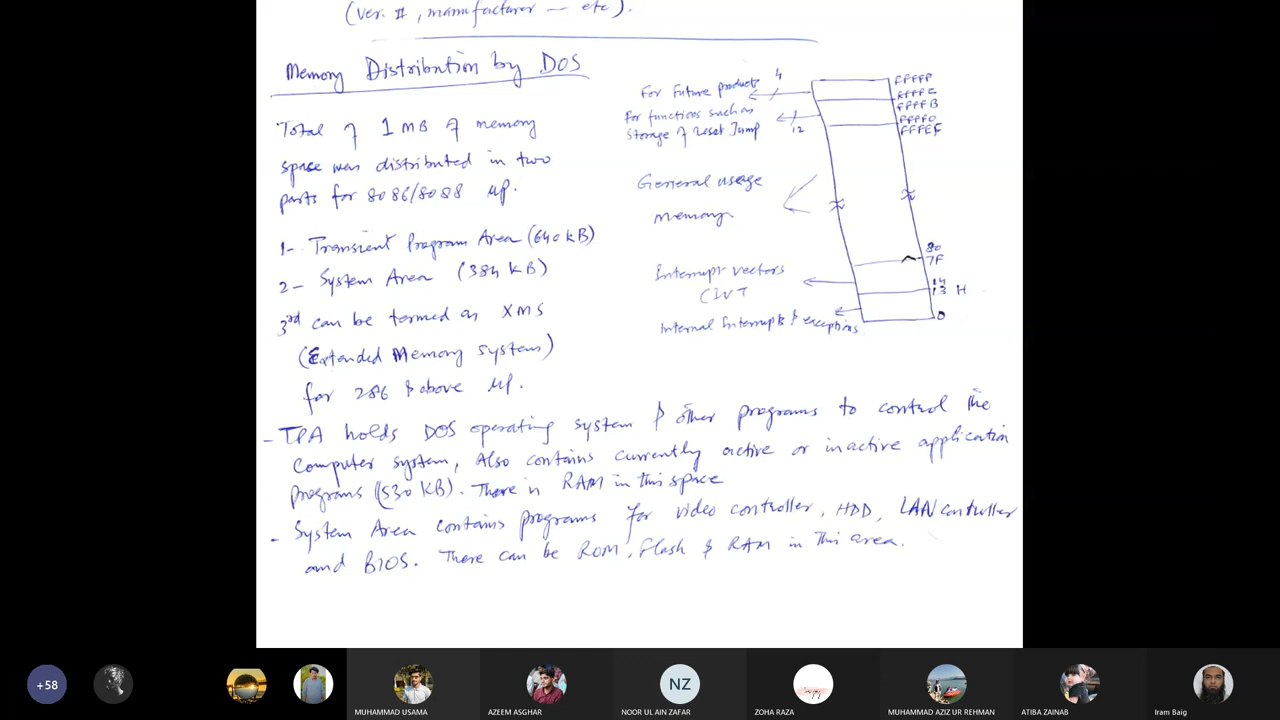 (ver. #, manufacturer --- etc).
Memory Distribution by DOS
Total of 1 MB of memory
space was distributed in two
parts for 8086/8088 μp.
1- Transient Program Area (640 kB)
2- System Area (384 kB)
3rd can be termed as XMS
(Extended Memory system)
for 286 & above μp.
For Future products
4
For functions such as
Storage of Reset Jump
12
General usage
memory
Interrupt vectors
(IVT
Internal Interrupts & exceptions
FFFFF
FFFFC
FFFFB
FFFF0
FFFEF
80
7F
14
13 H
0
- TPA holds DOS operating system & other programs to control the
Computer system, Also contains currently active or inactive application
programs (530 KB). There is RAM in this space
- System Area contains programs for video controller, HDD, LAN controller
and BIOS. There can be ROM, Flash & RAM in this area.
+58
MUHAMMAD USAMA
AZEEM ASGHAR
NZ
NOOR UL AIN ZAFAR
ZOHA RAZA
MUHAMMAD AZIZ UR REHMAN
ATIBA ZAINAB
Iram Baig